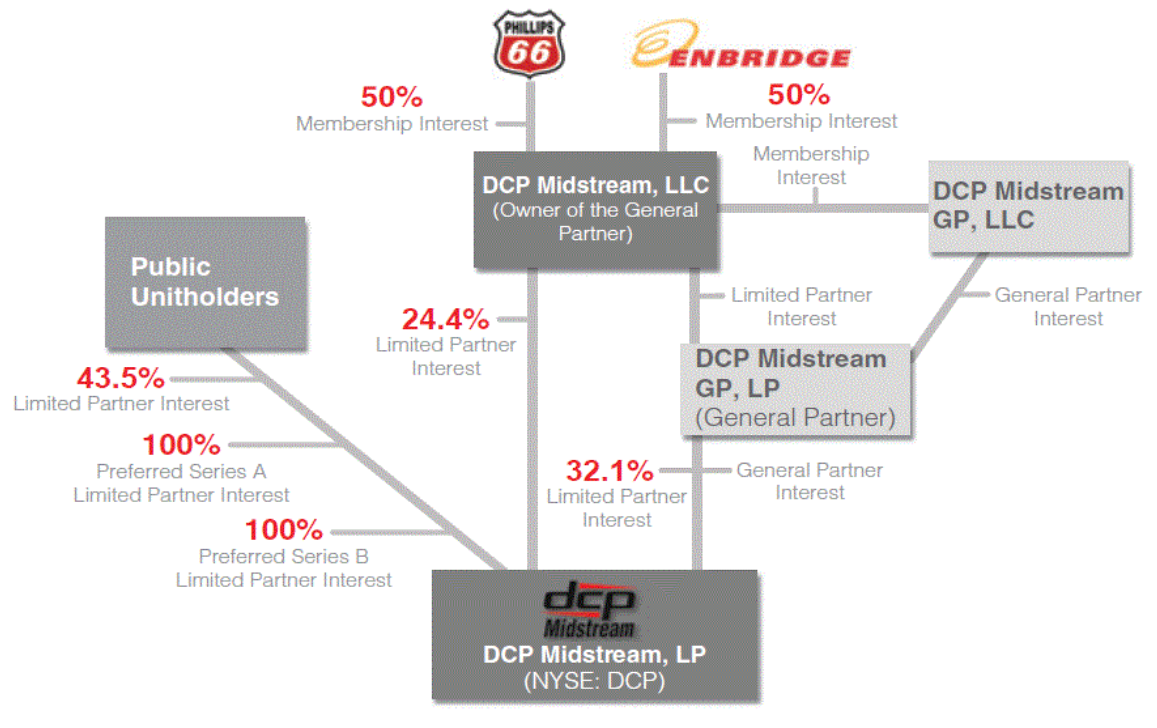 PHILLIPS
66
ENBRIDGE
50%
Membership Interest
50%
Membership Interest
Membership
Interest
DCP Midstream, LLC
(Owner of the General
Partner)
DCP Midstream
GP, LLC
Public
Unitholders
24.4%
Limited Partner
Interest
Limited Partner
Interest
General Partner
Interest
DCP Midstream
GP, LP
(General Partner)
43.5%
Limited Partner Interest
100%
Preferred Series A
Limited Partner Interest
32.1%
Limited Partner
Interest
General Partner
Interest
100%
Preferred Series B
Limited Partner Interest
dcp
Midstream
DCP Midstream, LP
(NYSE: DCP)